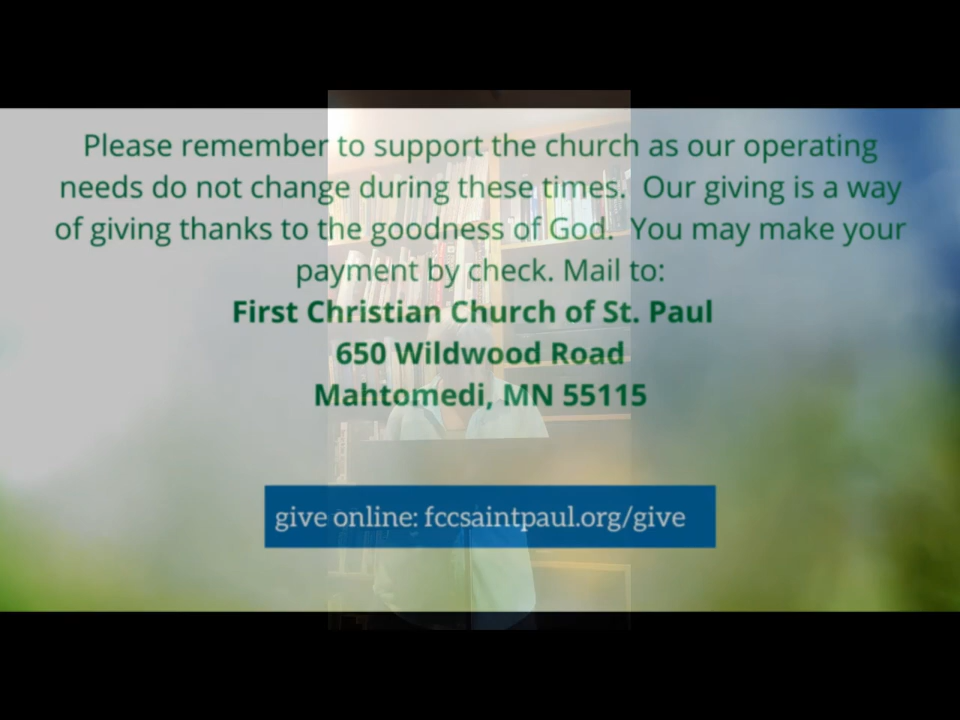 Please remember to support the church as our operating
needs do not change during these times.  Our giving is a way
of giving thanks to the goodness of God.  You may make your
payment by check. Mail to:
First Christian Church of St. Paul
650 Wildwood Road
Mahtomedi, MN 55115
give online: fccsaintpaul.org/give